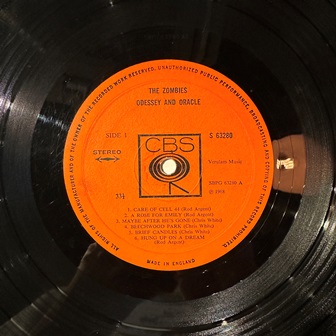 ALL RIGHTS OF THE MANUFACTURER AND OF THE OWNER OF THE RECORDED WORK RESERVED. UNAUTHORIZED PUBLIC PERFORMANCE, BROADCASTING AND COPYING OF THIS RECORD PROHIBITED
THE ZOMBIES
ODESSEY AND ORACLE
SIDE 1
S 63280
STEREO
CBS
Verulam Music
1. CARE OF CELL 44 (Rod Argent)
2. A ROSE FOR EMILY (Rod Argent)
3. MAYBE AFTER HE'S GONE (Chris White)
4. BEECHWOOD PARK (Chris White)
5. BRIEF CANDLES (Chris White)
6. HUNG UP ON A DREAM
(Rod Argent)
MADE IN ENGLAND